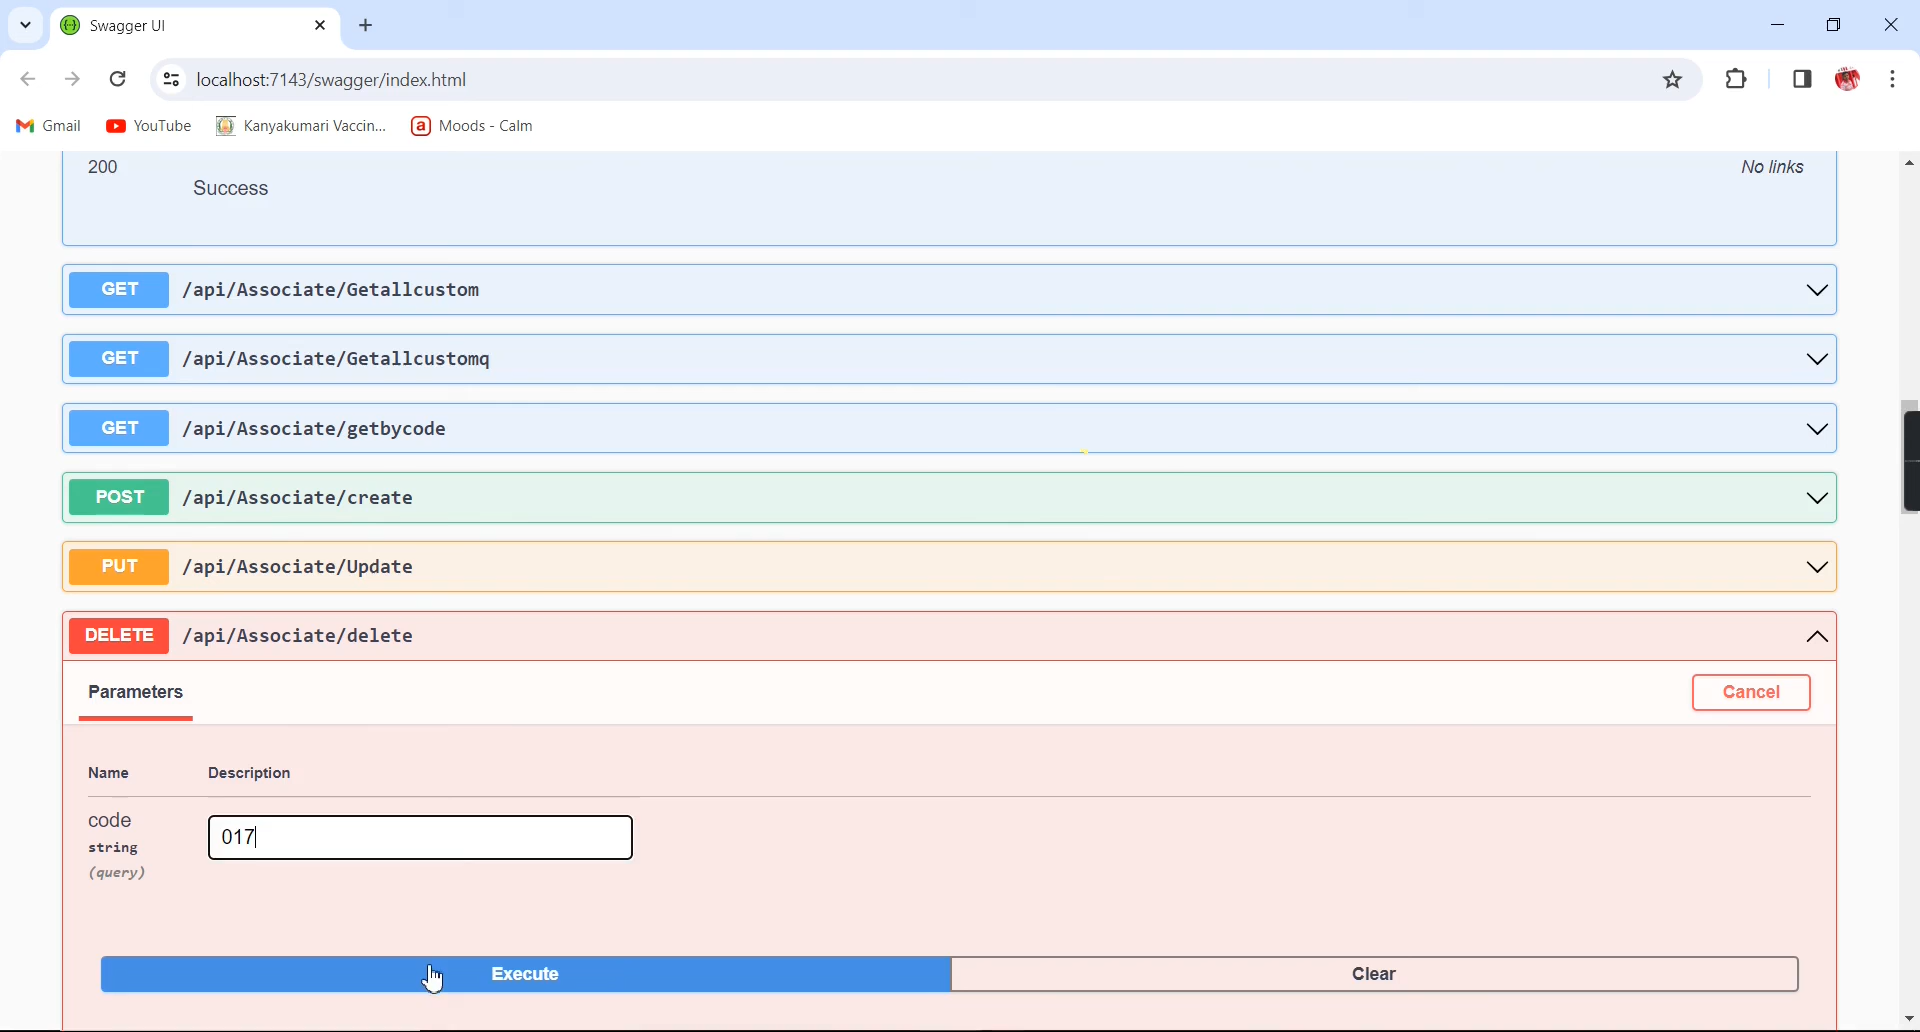 Swagger UI
localhost:7143/swagger/index.html
Gmail YouTube Kanyakumari Vaccin... a Moods - Calm
200 No links
Success
GET /api/Associate/Getallcustom
GET /api/Associate/Getallcustomq
GET /api/Associate/getbycode
POST /api/Associate/create
PUT /api/Associate/Update
DELETE /api/Associate/delete
Parameters Cancel
Name Description
code
string 017
(query)
Execute Clear